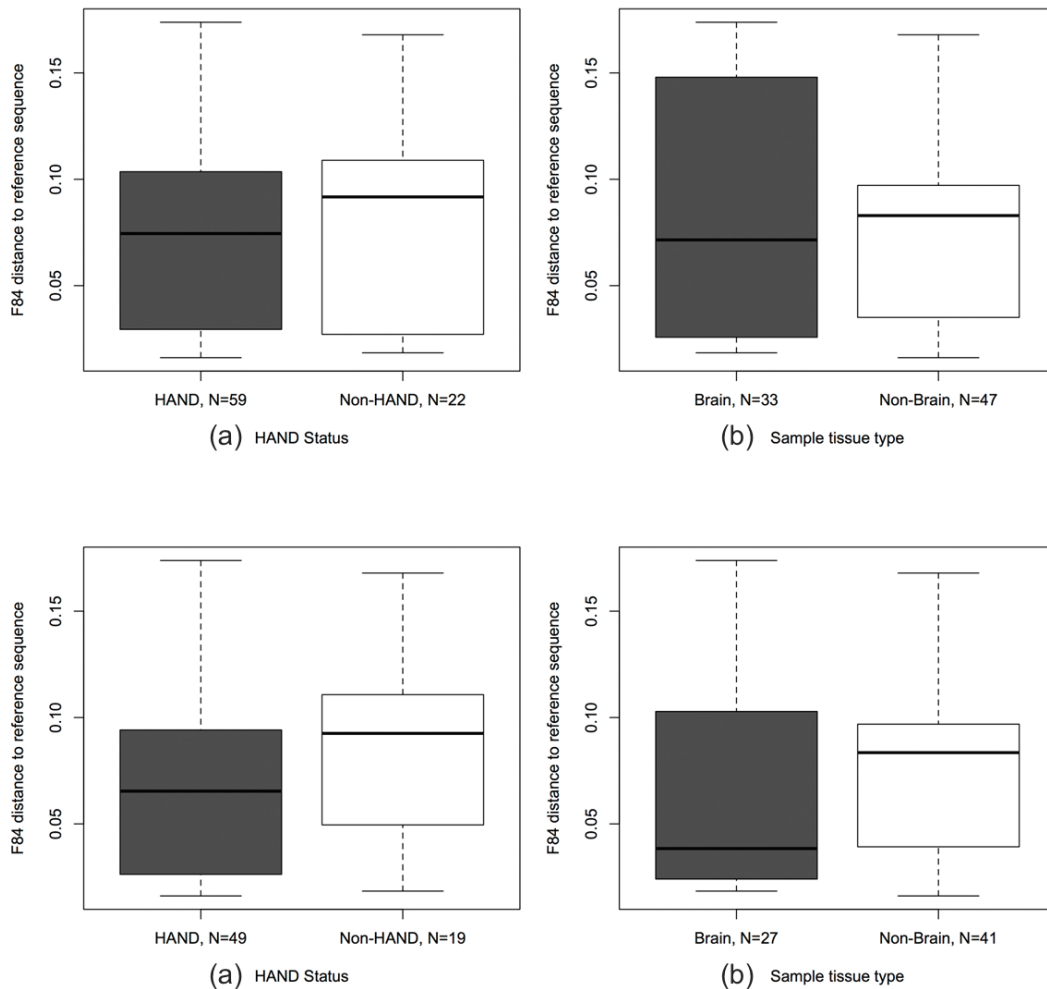 F84 distance to reference sequence
0.15
0.10
0.05
HAND, N=59 Non-HAND, N=22
(a) HAND Status
F84 distance to reference sequence
0.15
0.10
0.05
Brain, N=33 Non-Brain, N=47
(b) Sample tissue type
F84 distance to reference sequence
0.15
0.10
0.05
HAND, N=49 Non-HAND, N=19
(a) HAND Status
F84 distance to reference sequence
0.15
0.10
0.05
Brain, N=27 Non-Brain, N=41
(b) Sample tissue type